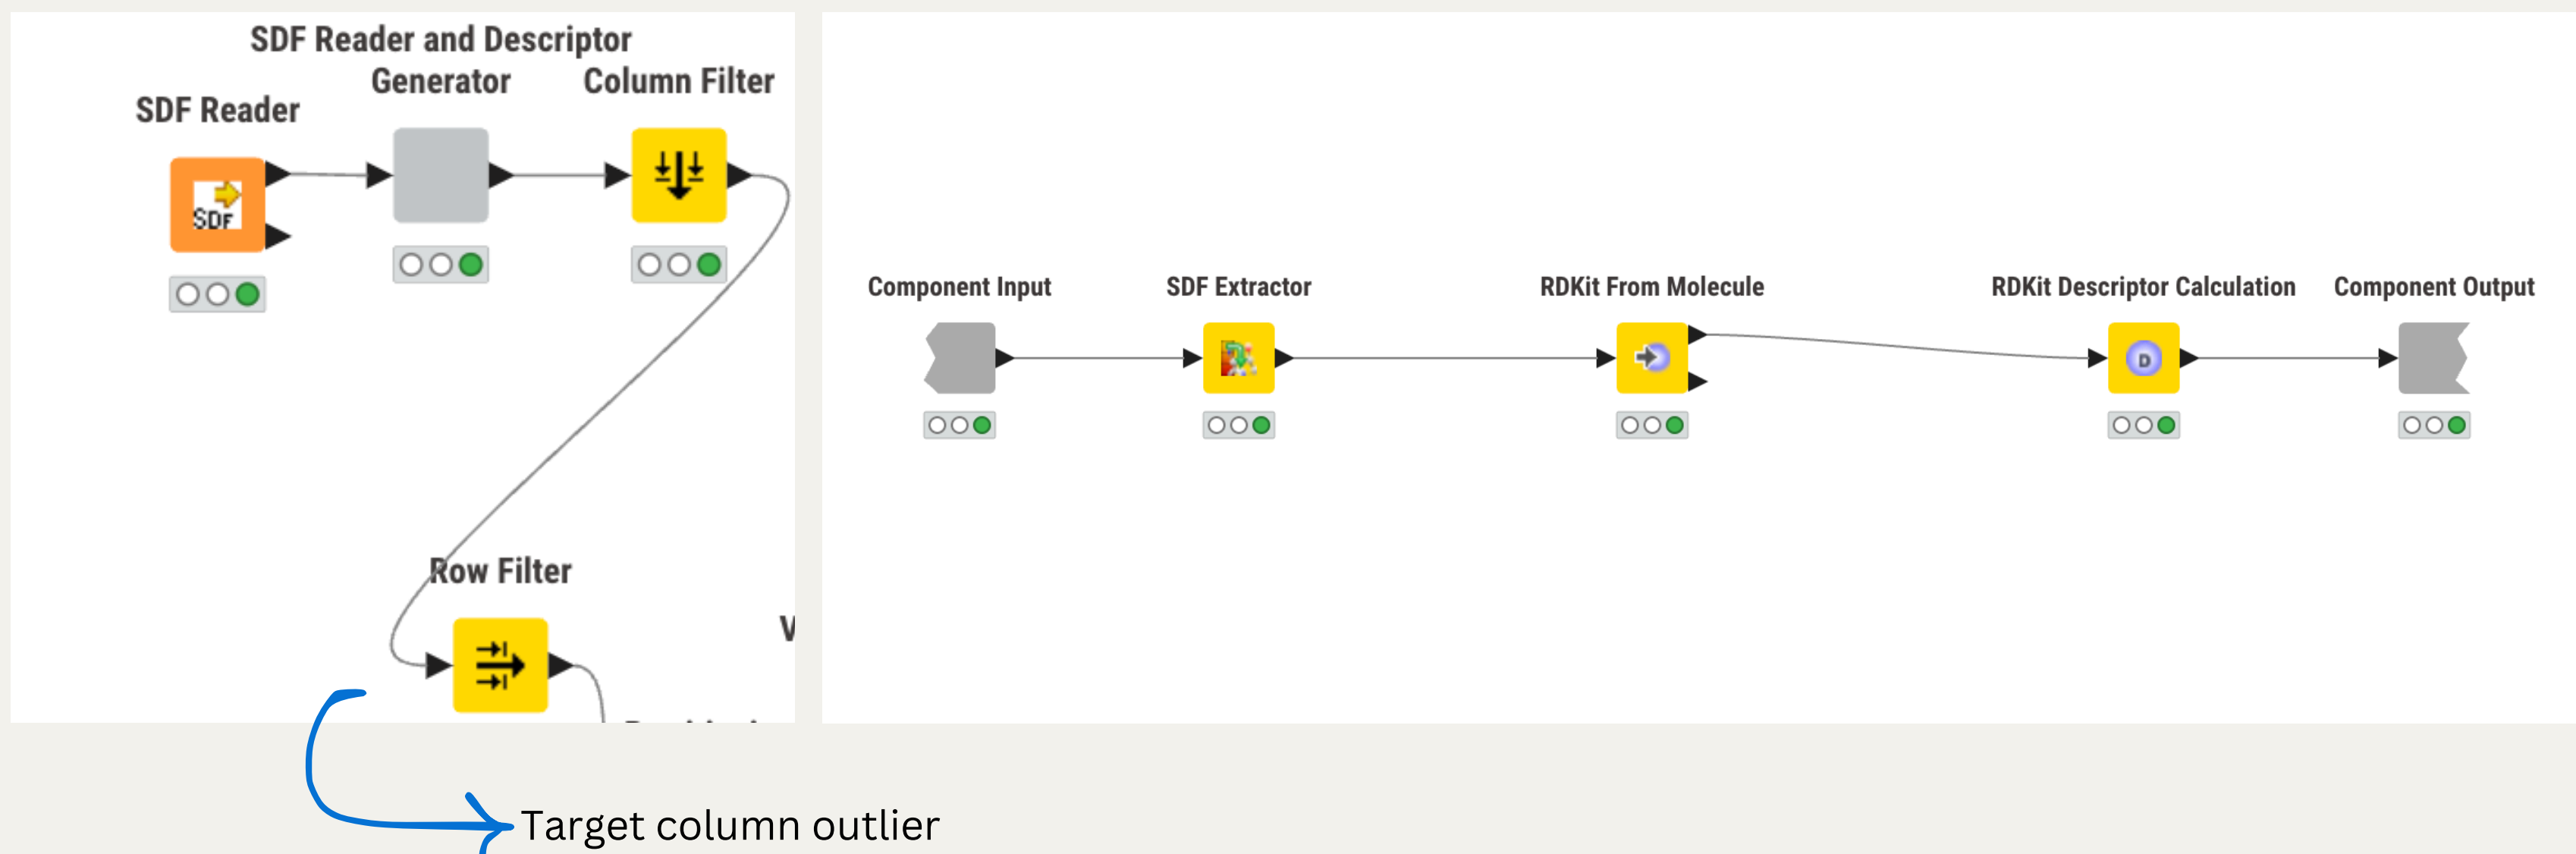 SDF Reader and Descriptor
Generator
Column Filter
SDF Reader
SDF
Row Filter
Component Input
SDF Extractor
RDKit From Molecule
RDKit Descriptor Calculation
Component Output
D
Target column outlier